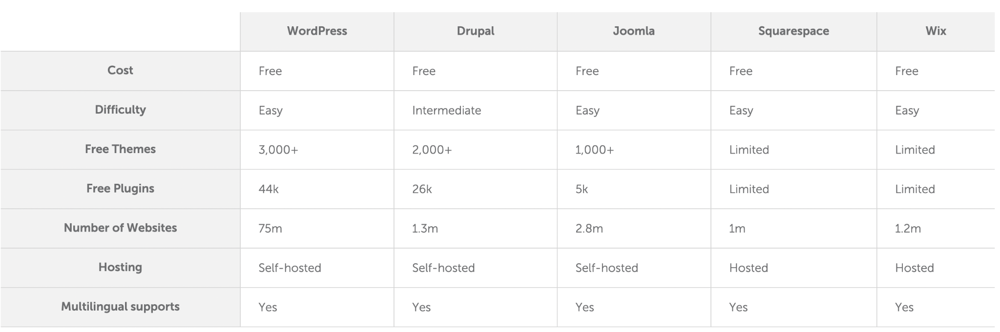 WordPress Drupal Joomla Squarespace Wix
Cost Free Free Free Free Free
Difficulty Easy Intermediate Easy Easy Easy
Free Themes 3,000+ 2,000+ 1,000+ Limited Limited
Free Plugins 44k 26k 5k Limited Limited
Number of Websites 75m 1.3m 2.8m 1m 1.2m
Hosting Self-hosted Self-hosted Self-hosted Hosted Hosted
Multilingual supports Yes Yes Yes Yes Yes